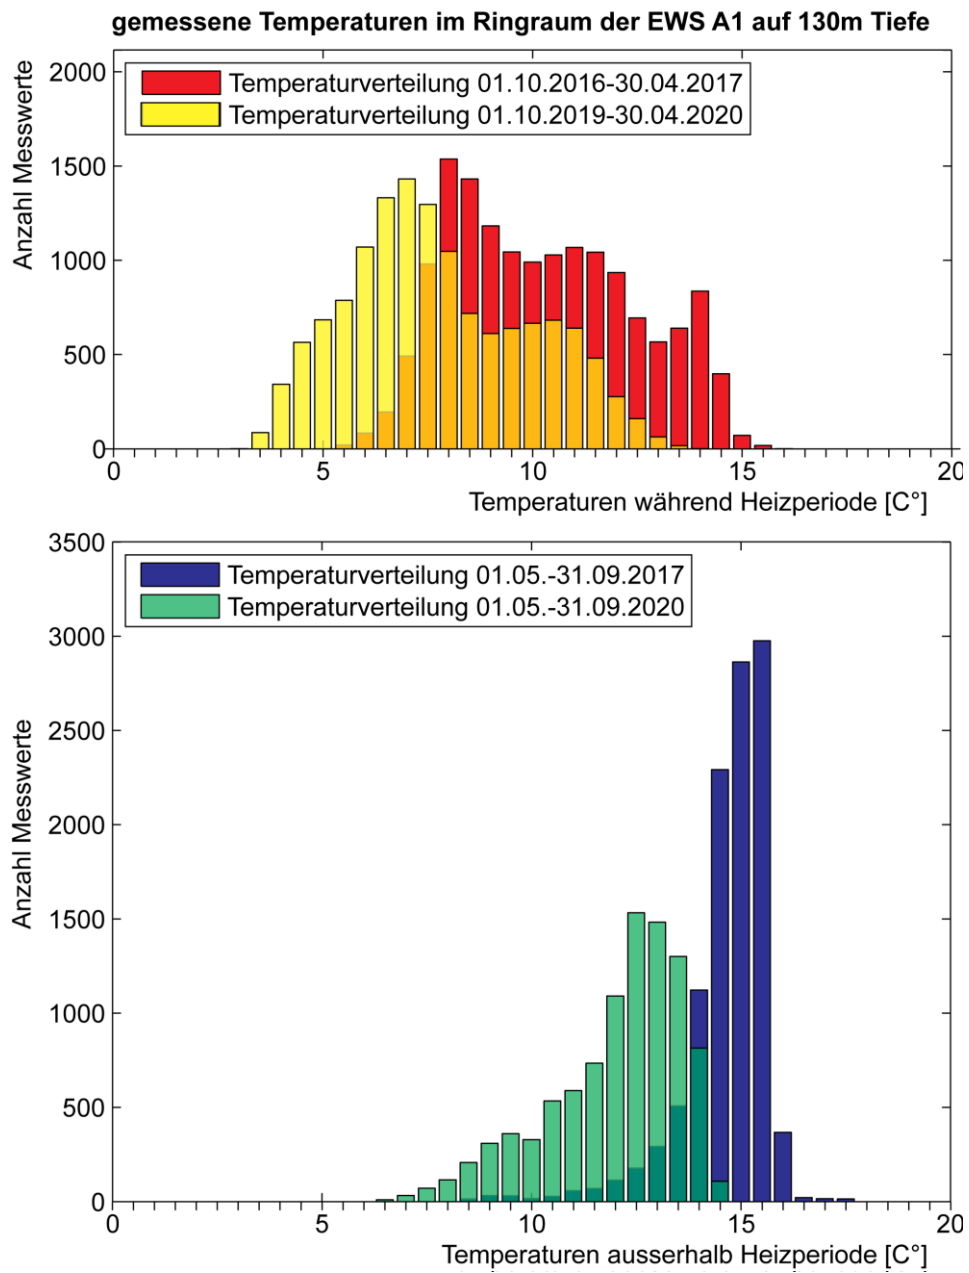 gemessene Temperaturen im Ringraum der EWS A1 auf 130m Tiefe
Anzahl Messwerte
2000
1500
1000
500
0
Temperaturverteilung 01.10.2016-30.04.2017
Temperaturverteilung 01.10.2019-30.04.2020
0 5 10 15 20
Temperaturen während Heizperiode [C°]
Anzahl Messwerte
3500
3000
2500
2000
1500
1000
500
0
Temperaturverteilung 01.05.-31.09.2017
Temperaturverteilung 01.05.-31.09.2020
0 5 10 15 20
Temperaturen ausserhalb Heizperiode [C°]